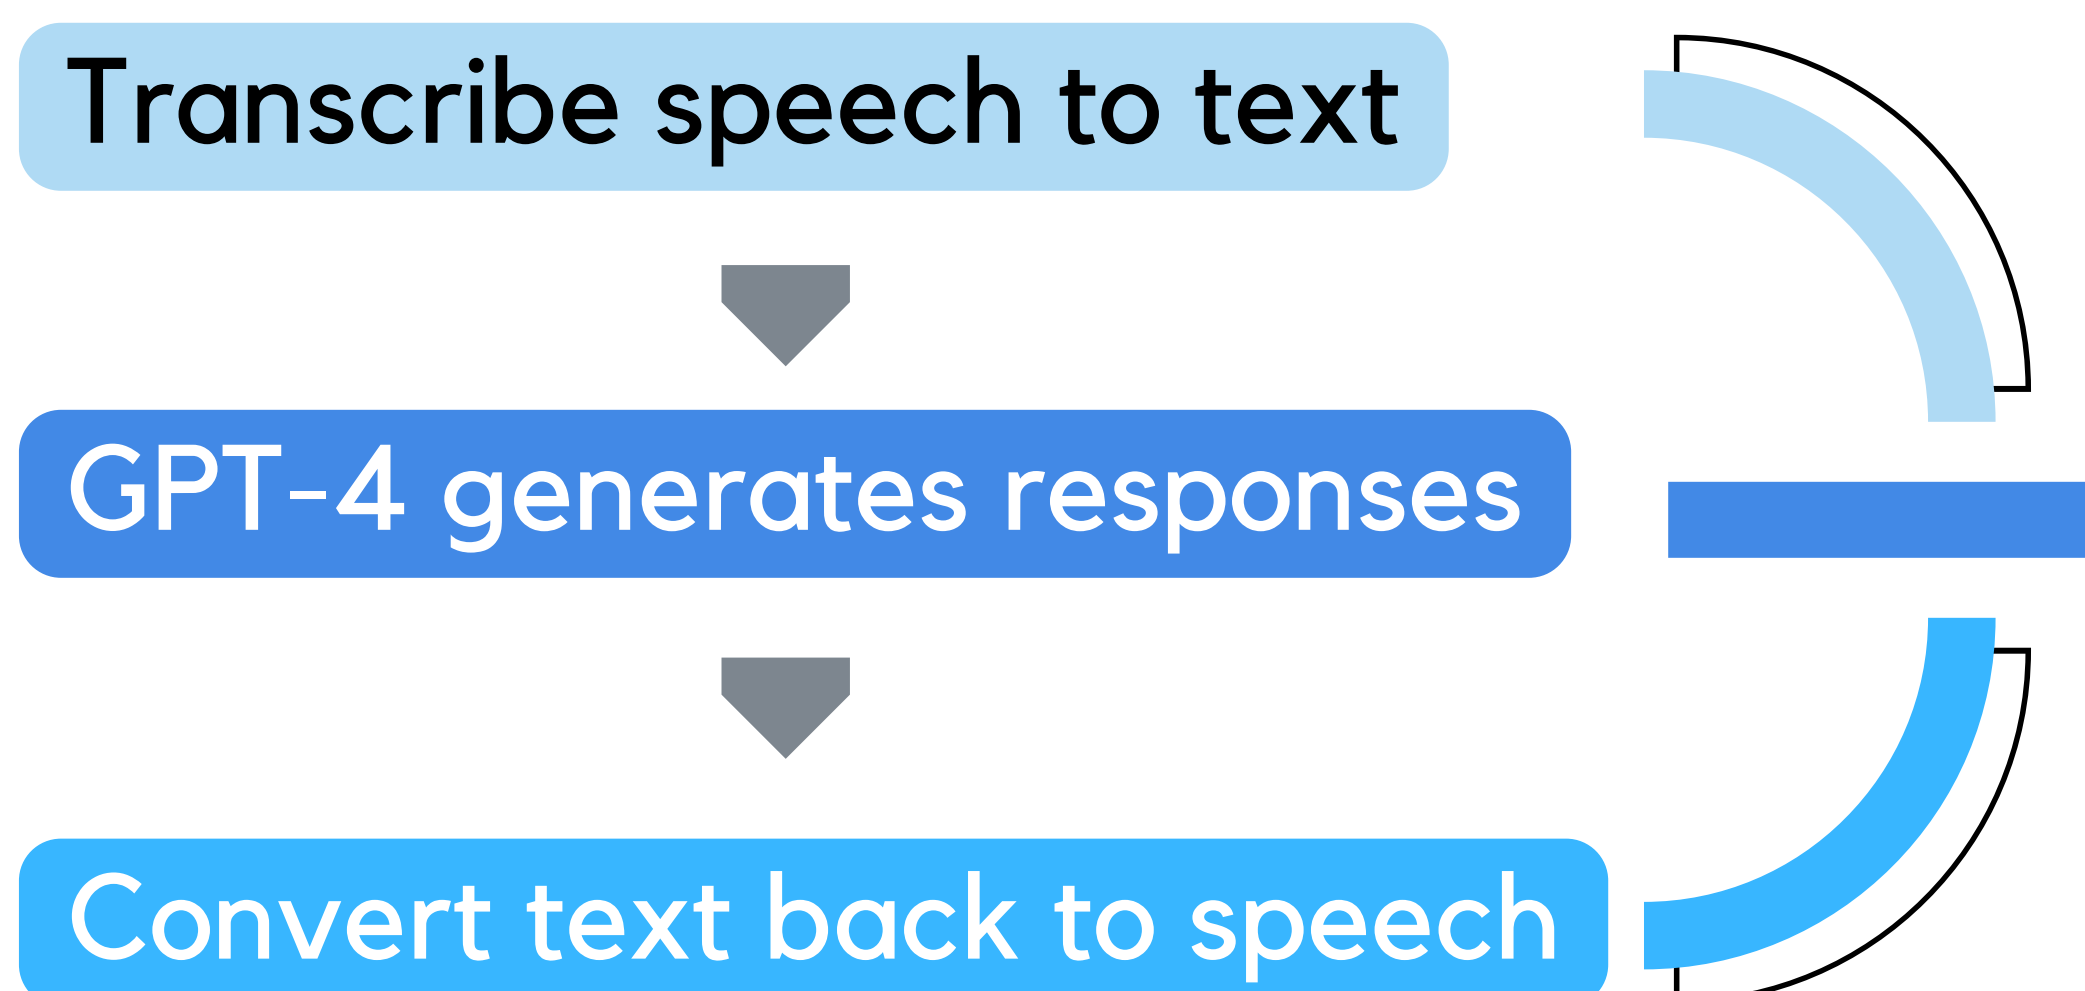 Transcribe speech to text
GPT-4 generates responses
Convert text back to speech